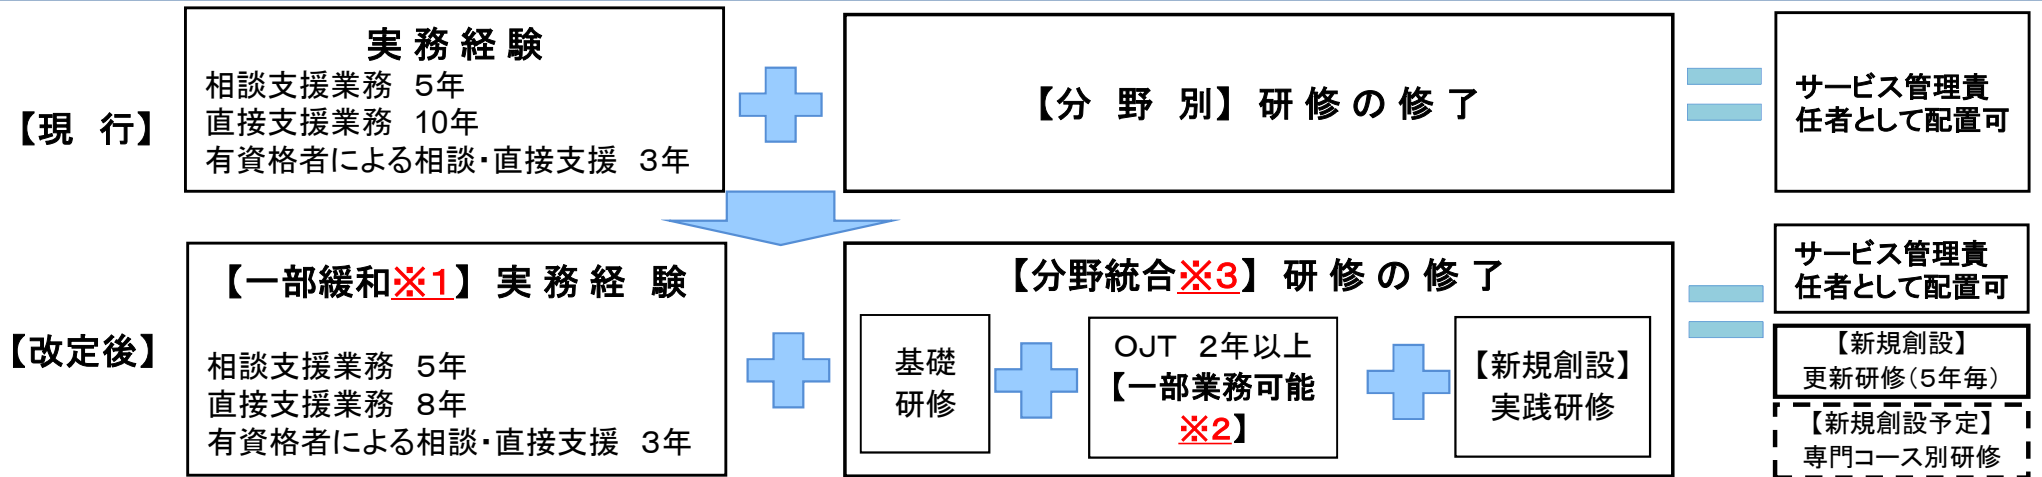 【現 行】
実 務 経 験
相談支援業務 5年
直接支援業務 10年
有資格者による相談・直接支援 3年
【分 野 別】 研 修 の 修 了
サービス管理責
任者として配置可
【改定後】
【一部緩和※1】 実 務 経 験
相談支援業務 5年
直接支援業務 8年
有資格者による相談・直接支援 3年
【分野統合※3】 研 修 の 修 了
基礎
研修
OJT 2年以上
【一部業務可能
※2】
【新規創設】
実践研修
サービス管理責
任者として配置可
【新規創設】
更新研修(5年毎)
【新規創設予定】
専門コース別研修